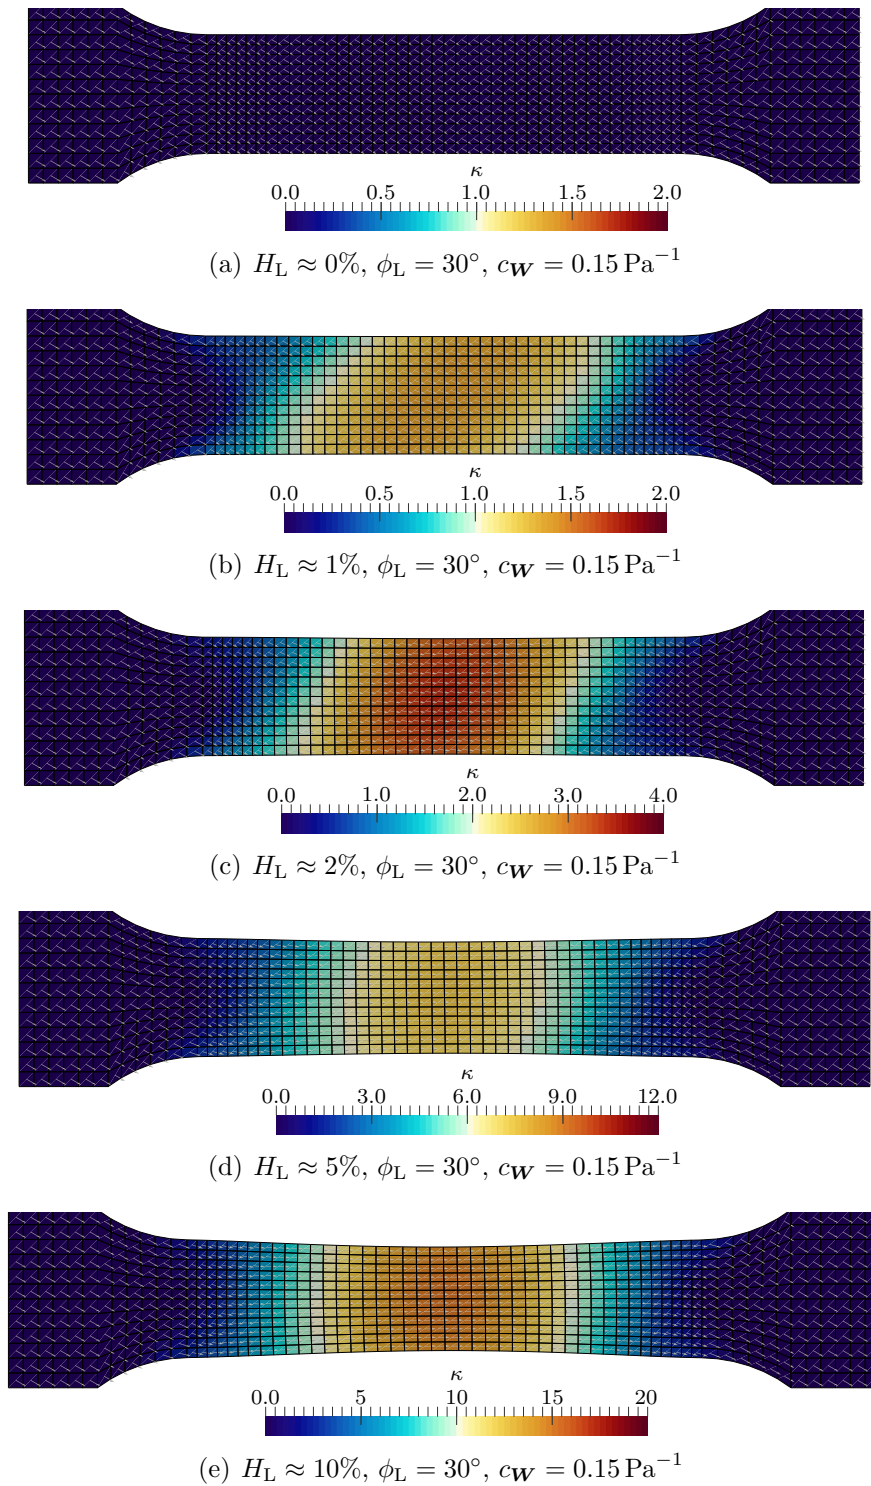 κ
0.0 0.5 1.0 1.5 2.0
(a) H_L ≈ 0%, ϕ_L = 30°, c_W = 0.15 Pa⁻¹
κ
0.0 0.5 1.0 1.5 2.0
(b) H_L ≈ 1%, ϕ_L = 30°, c_W = 0.15 Pa⁻¹
κ
0.0 1.0 2.0 3.0 4.0
(c) H_L ≈ 2%, ϕ_L = 30°, c_W = 0.15 Pa⁻¹
κ
0.0 3.0 6.0 9.0 12.0
(d) H_L ≈ 5%, ϕ_L = 30°, c_W = 0.15 Pa⁻¹
κ
0.0 5 10 15 20
(e) H_L ≈ 10%, ϕ_L = 30°, c_W = 0.15 Pa⁻¹